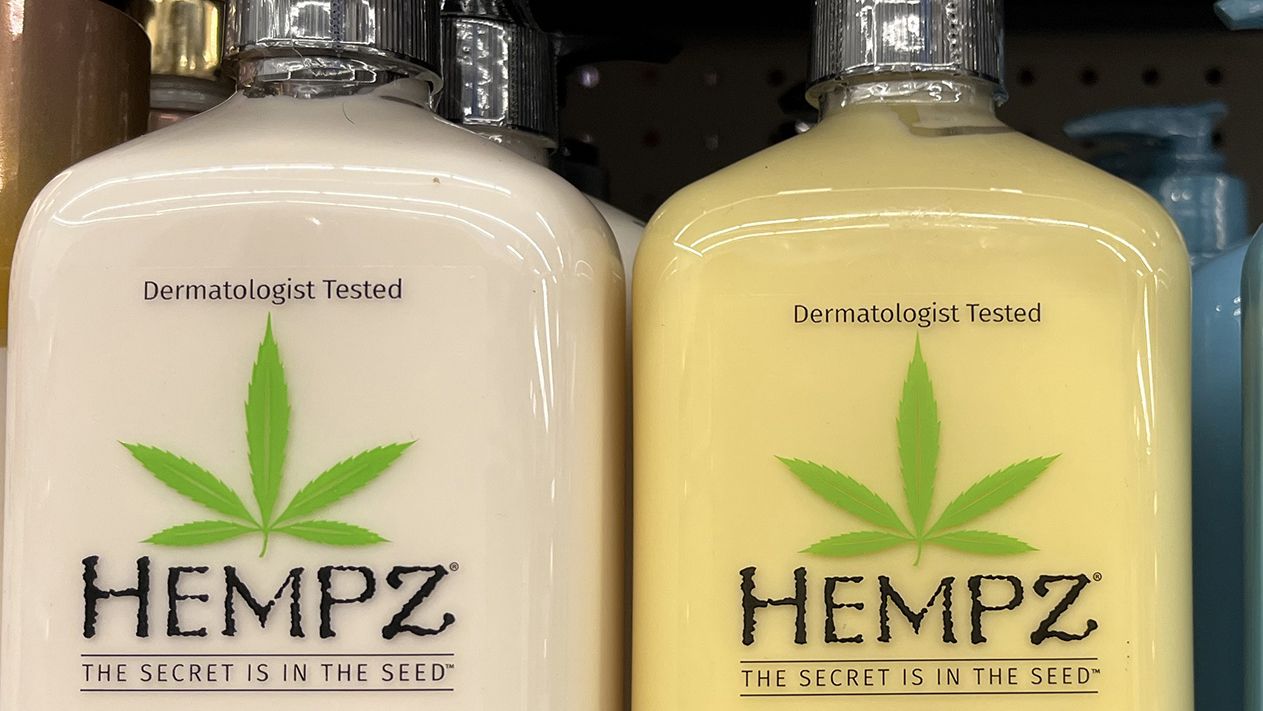 Dermatologist Tested
HEMPZ®
THE SECRET IS IN THE SEED™
Dermatologist Tested
HEMPZ®
THE SECRET IS IN THE SEED™